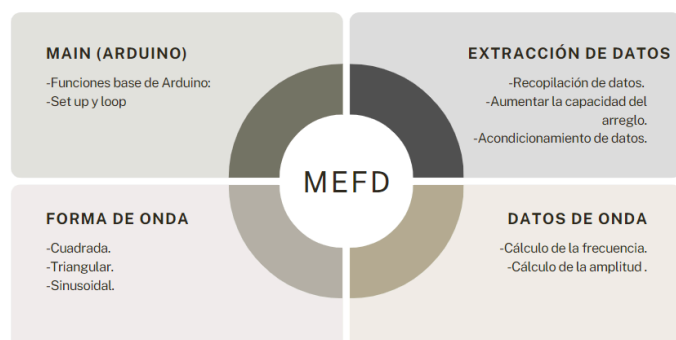 MAIN (ARDUINO)
-Funciones base de Arduino:
-Set up y loop
EXTRACCIÓN DE DATOS
-Recopilación de datos.
-Aumentar la capacidad del
arreglo.
-Acondicionamiento de datos.
MEFD
FORMA DE ONDA
-Cuadrada.
-Triangular.
-Sinusoidal.
DATOS DE ONDA
-Cálculo de la frecuencia.
-Cálculo de la amplitud .